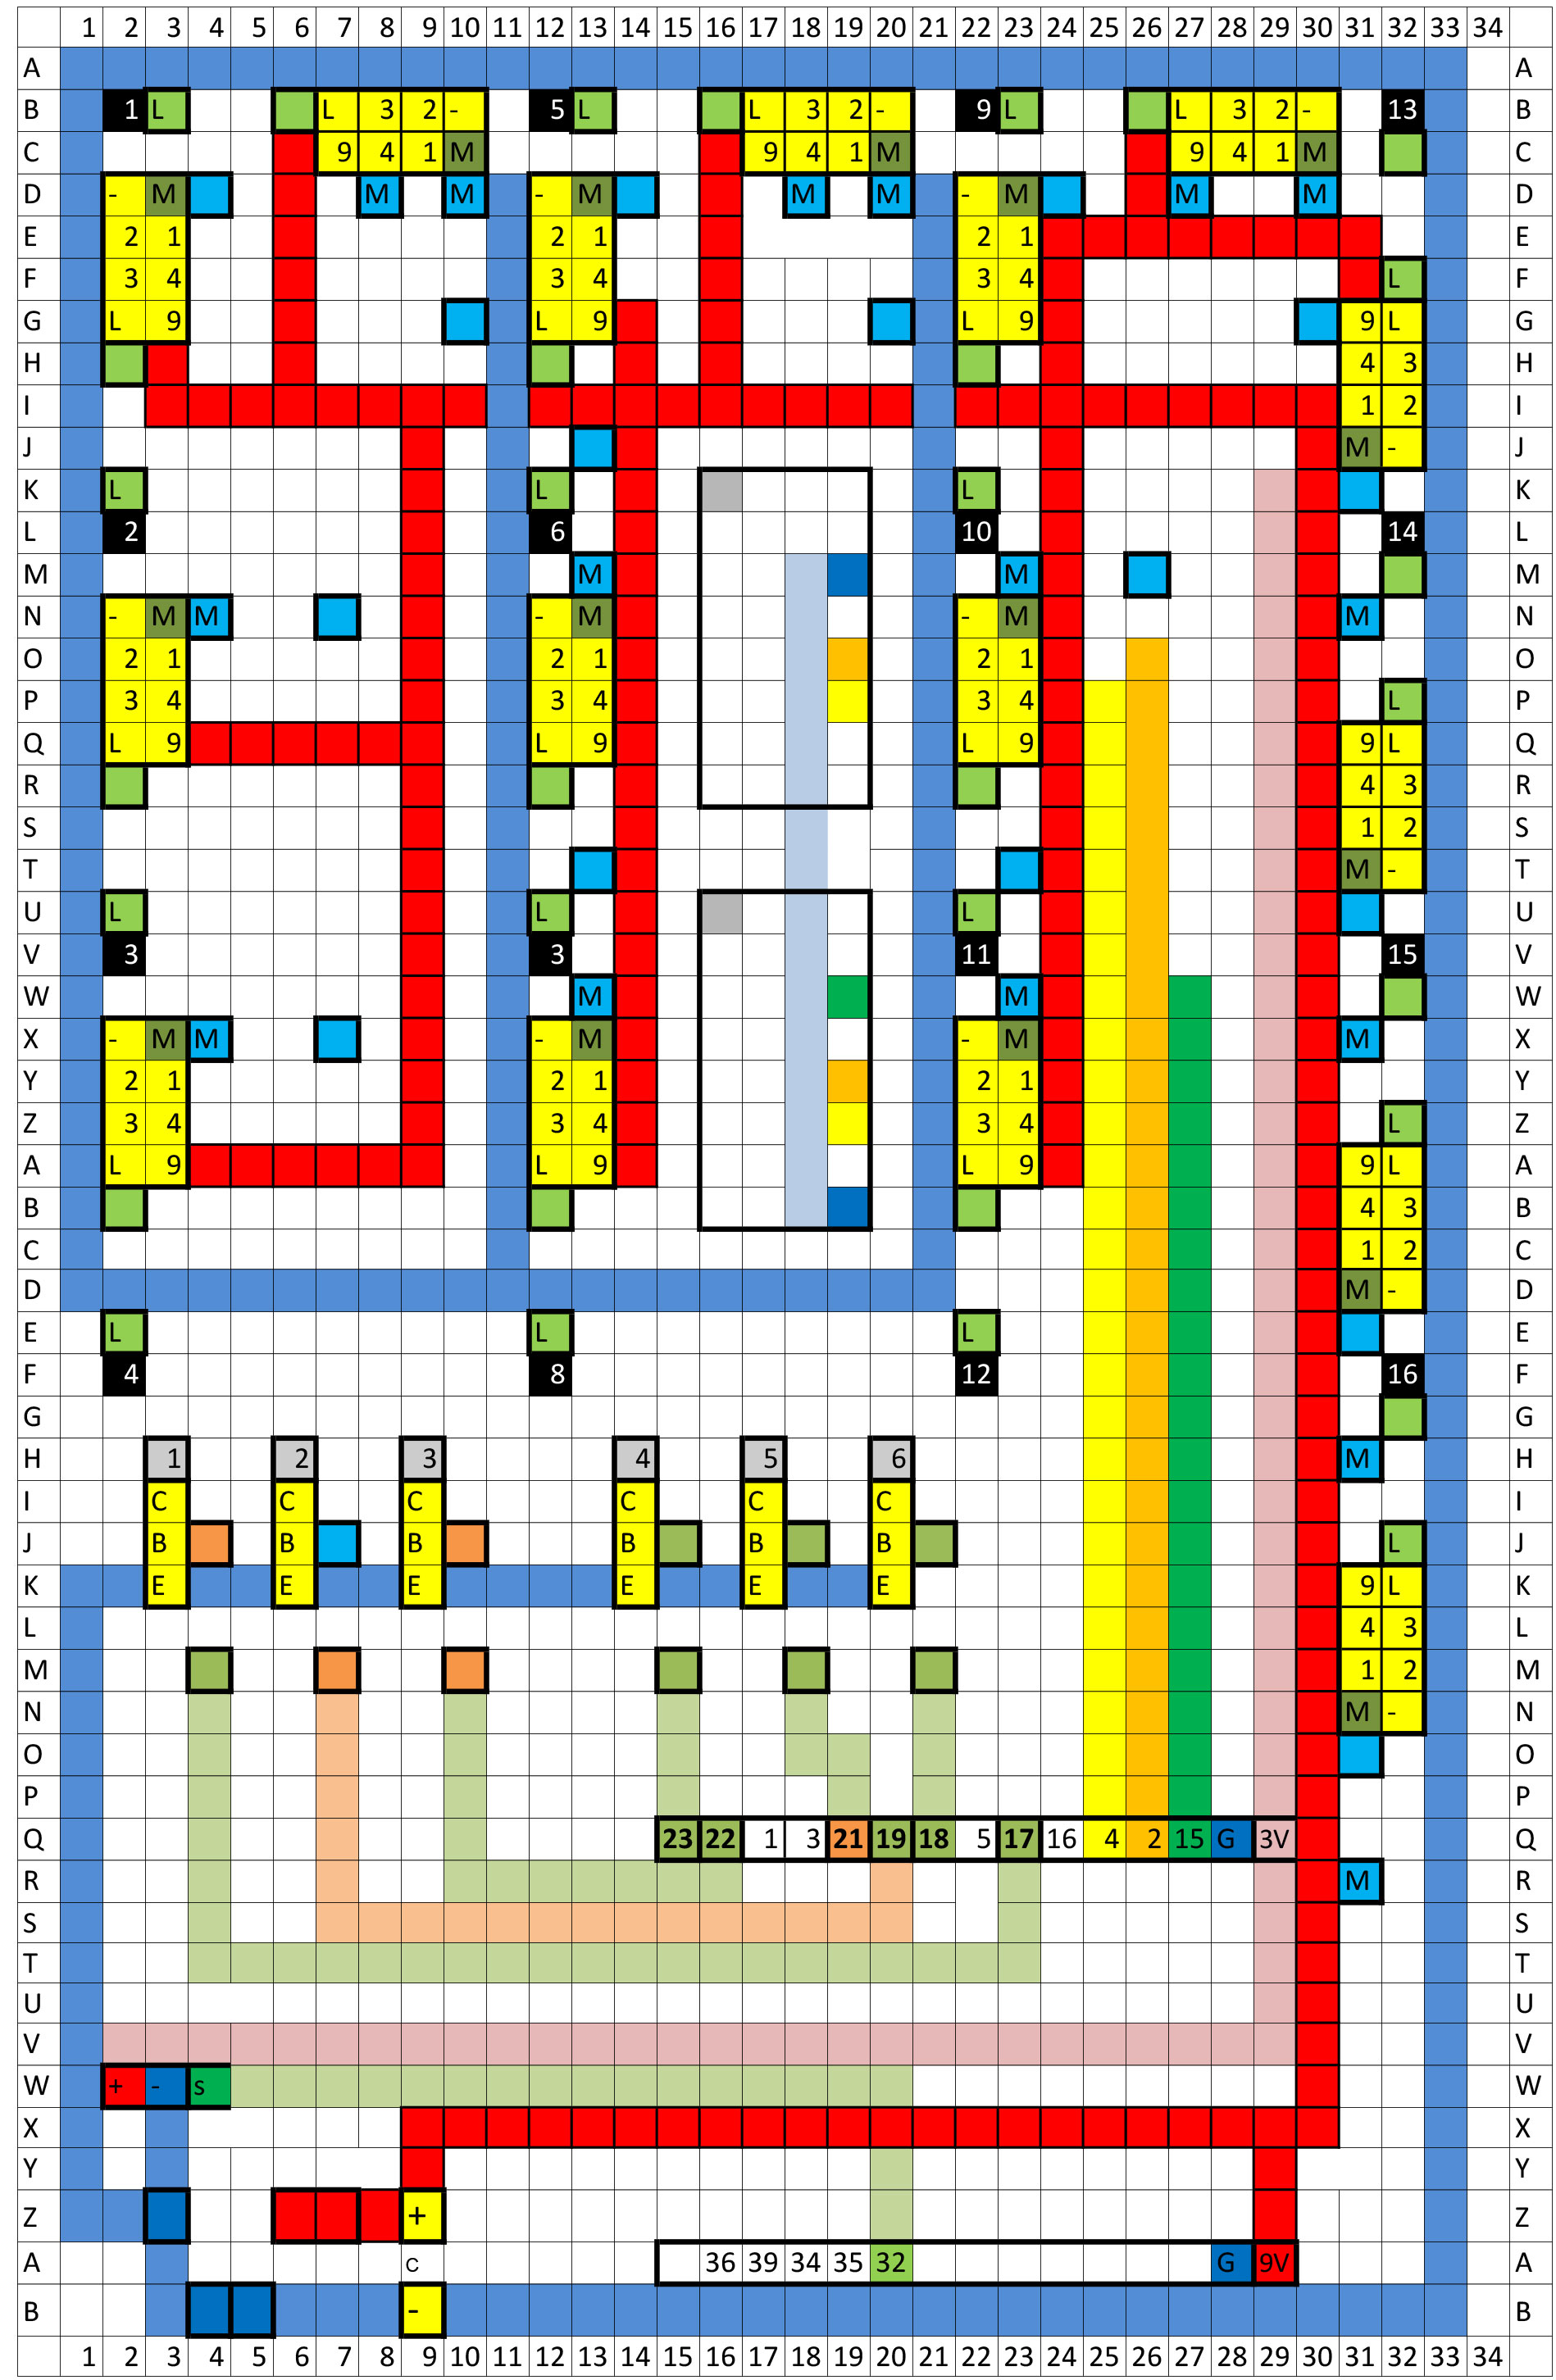 1 2 3 4 5 6 7 8 9 10 11 12 13 14 15 16 17 18 19 20 21 22 23 24 25 26 27 28 29 30 31 32 33 34
A A
B 1 L L 3 2 - 5 L L 3 2 - 9 L L 3 2 - 13 B
C 9 4 1 M 9 4 1 M 9 4 1 M C
D - M M M - M M M - M M M D
E 2 1 2 1 2 1 E
F 3 4 3 4 3 4 L F
G L 9 L 9 L 9 9 L G
H 4 3 H
I 1 2 I
J M - J
K L L L K
L 2 6 10 14 L
M M M M
N - M M - M - M M N
O 2 1 2 1 2 1 O
P 3 4 3 4 3 4 L P
Q L 9 L 9 L 9 9 L Q
R 4 3 R
S 1 2 S
T M - T
U L L L U
V 3 3 11 15 V
W M M W
X - M M - M - M M X
Y 2 1 2 1 2 1 Y
Z 3 4 3 4 3 4 L Z
A L 9 L 9 L 9 9 L A
B 4 3 B
C 1 2 C
D M - D
E L L L E
F 4 8 12 16 F
G G
H 1 2 3 4 5 6 M H
I C C C C C C I
J B B B B B B L J
K E E E E E E 9 L K
L 4 3 L
M 1 2 M
N M - N
O O
P P
Q 23 22 1 3 21 19 18 5 17 16 4 2 15 G 3V Q
R M R
S S
T T
U U
V V
W + - s W
X X
Y Y
Z + Z
A c 36 39 34 35 32 G 9V A
B - B
1 2 3 4 5 6 7 8 9 10 11 12 13 14 15 16 17 18 19 20 21 22 23 24 25 26 27 28 29 30 31 32 33 34